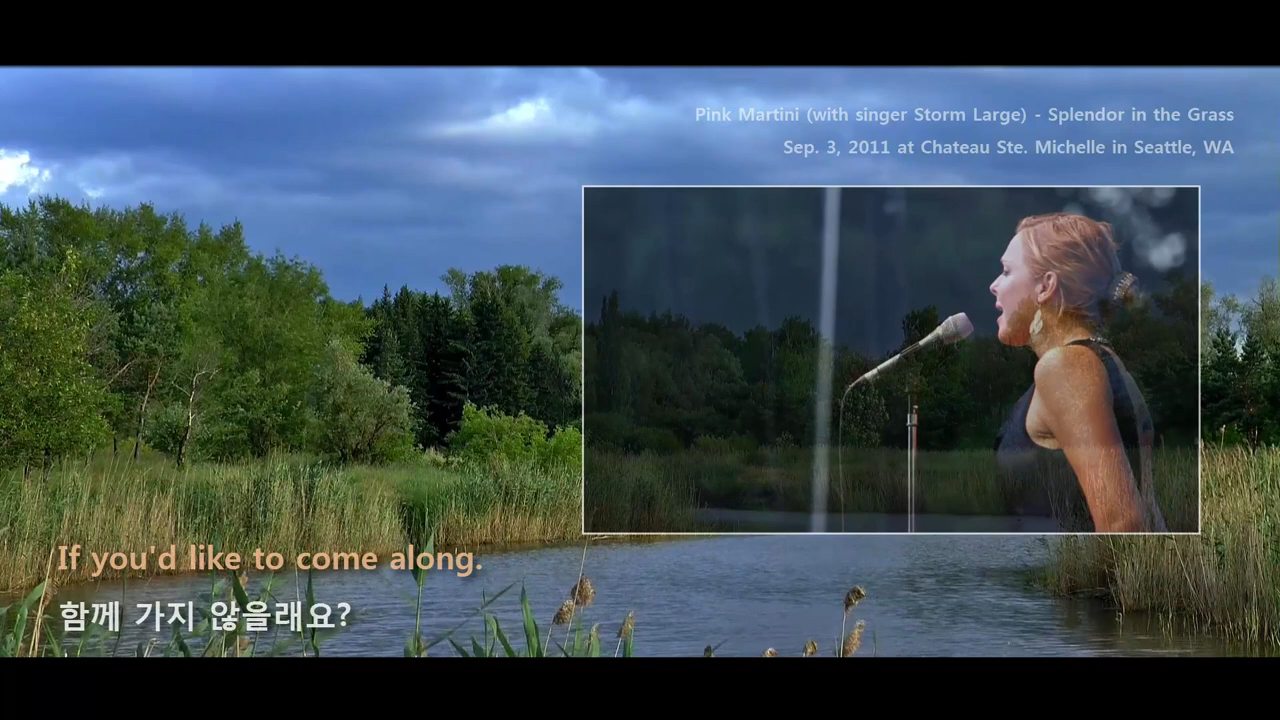 Pink Martini (with singer Storm Large) - Splendor in the Grass
Sep. 3, 2011 at Chateau Ste. Michelle in Seattle, WA
If you'd like to come along.
함께 가지 않을래요?